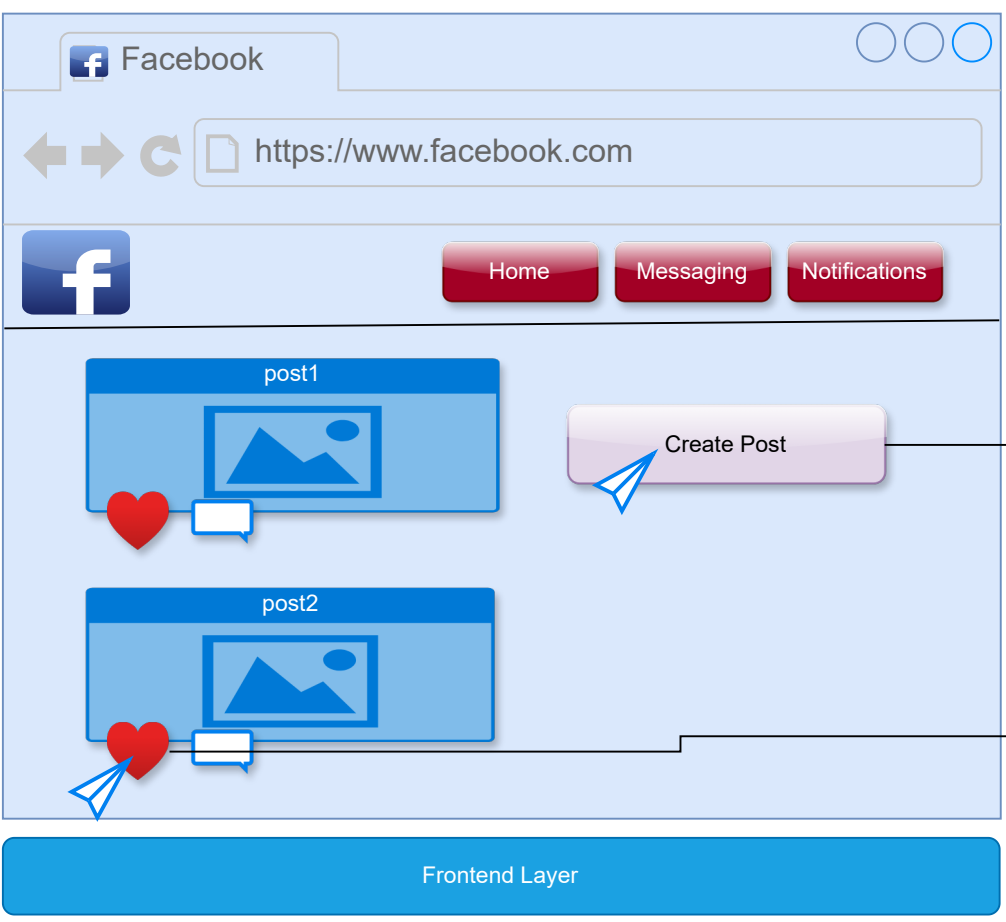 Facebook
https://www.facebook.com
Home
Messaging
Notifications
post1
Create Post
post2
Frontend Layer